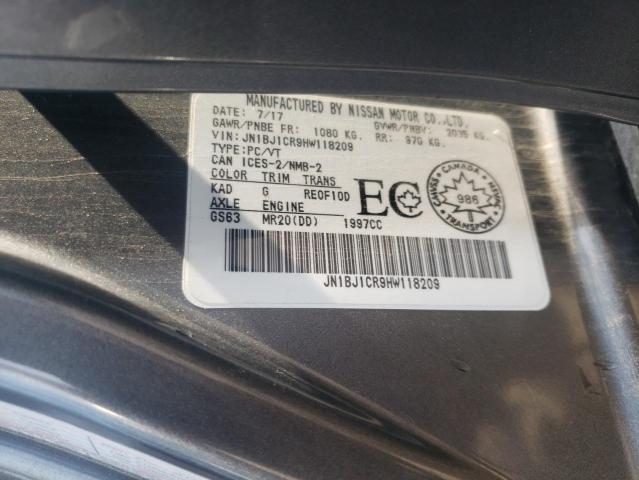 MANUFACTURED BY NISSAN MOTOR CO.,LTD.
DATE: 7/17
GAWR/PNBE FR: 1080 KG. GVWR/PNBV: 2035 KG.
RR: 970 KG.
VIN: JN1BJ1CR9HW118209
TYPE:PC/VT
CAN ICES-2/NMB-2
COLOR TRIM TRANS
KAD G REOF10D
AXLE ENGINE
GS63 MR20(DD) 1997CC
EC
CANADA
986
TRANSPORT
JN1BJ1CR9HW118209